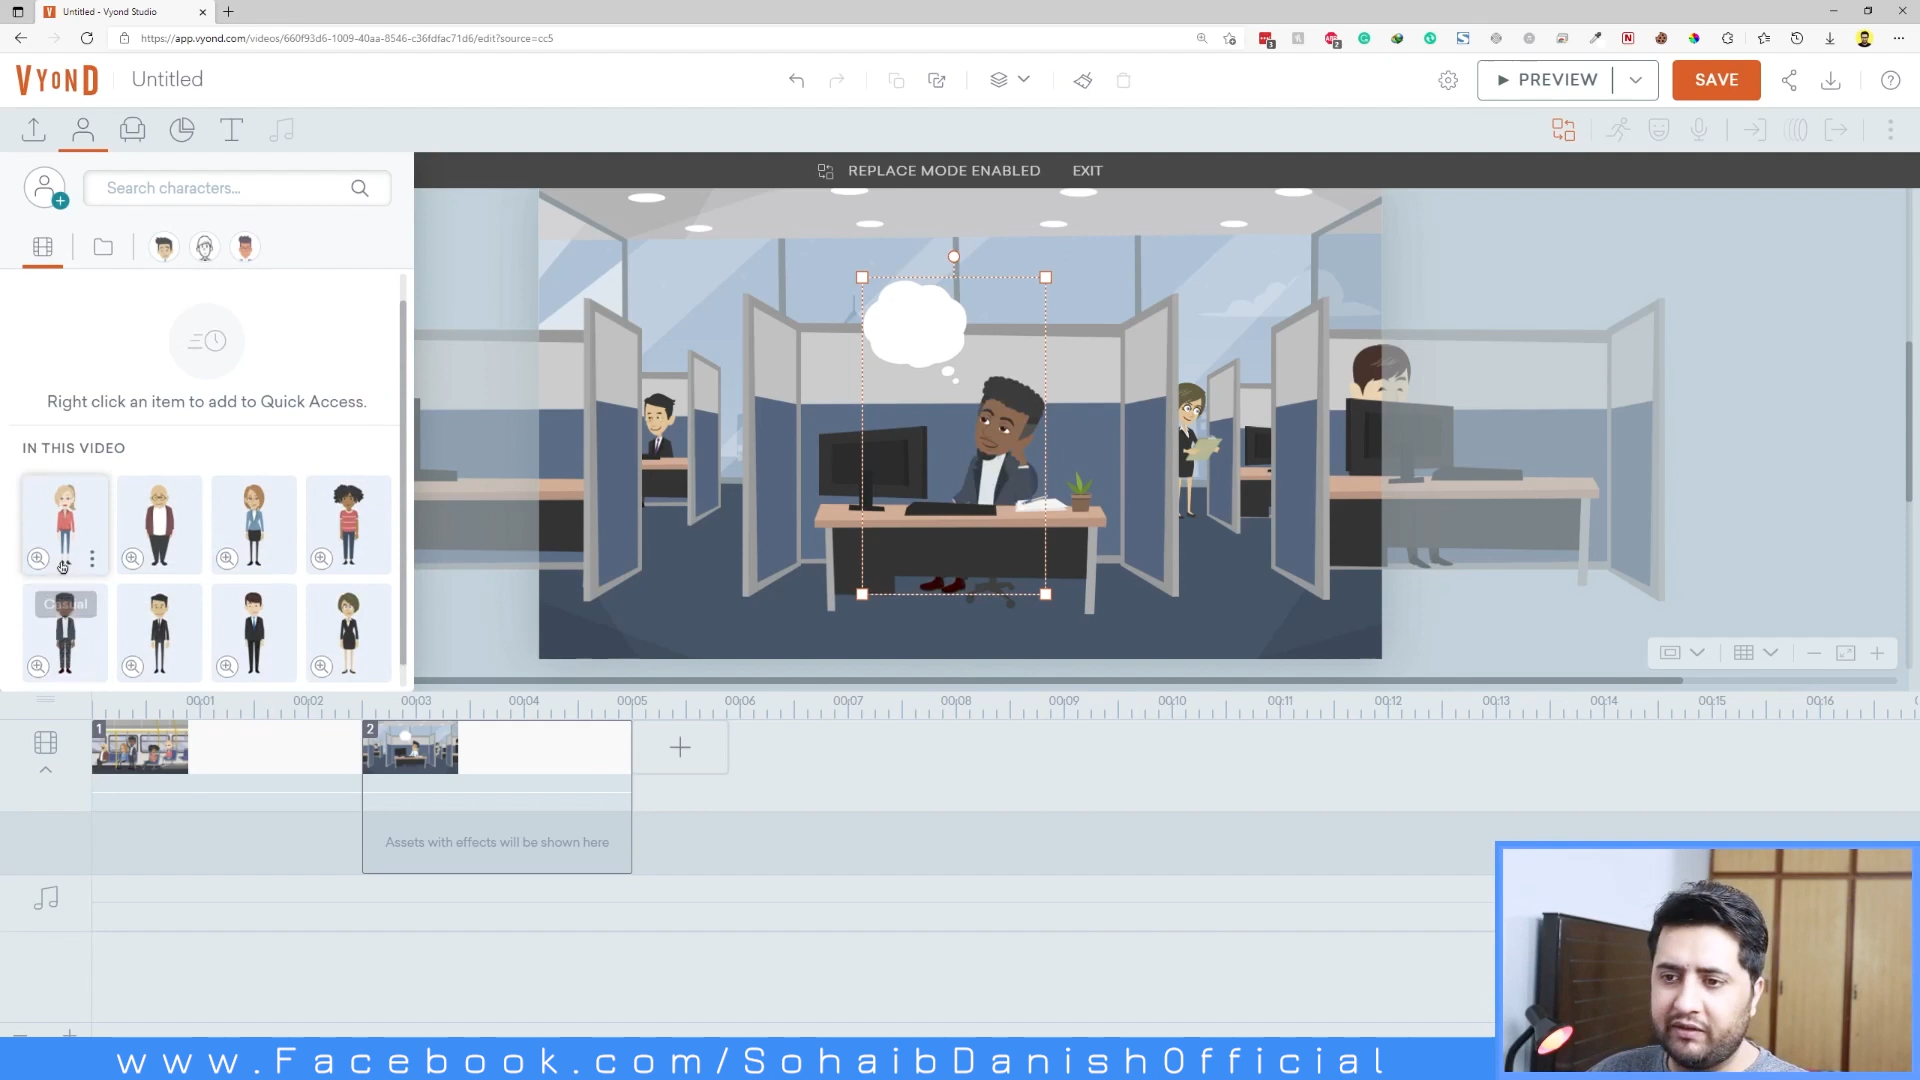 Untitled - Vyond Studio
https://app.vyond.com/videos/660f93d6-1009-40aa-8546-c36fdfac71d6/edit?source=cc5
VYOND
Untitled
PREVIEW
SAVE
REPLACE MODE ENABLED
EXIT
Search characters...
Right click an item to add to Quick Access.
IN THIS VIDEO
Casual
00:01 00:02 00:03 00:04 00:05 00:06 00:07 00:08 00:09 00:10 00:11 00:12 00:13 00:14 00:15 00:16
1
2
Assets with effects will be shown here
www.Facebook.com/SohaibDanishOfficial